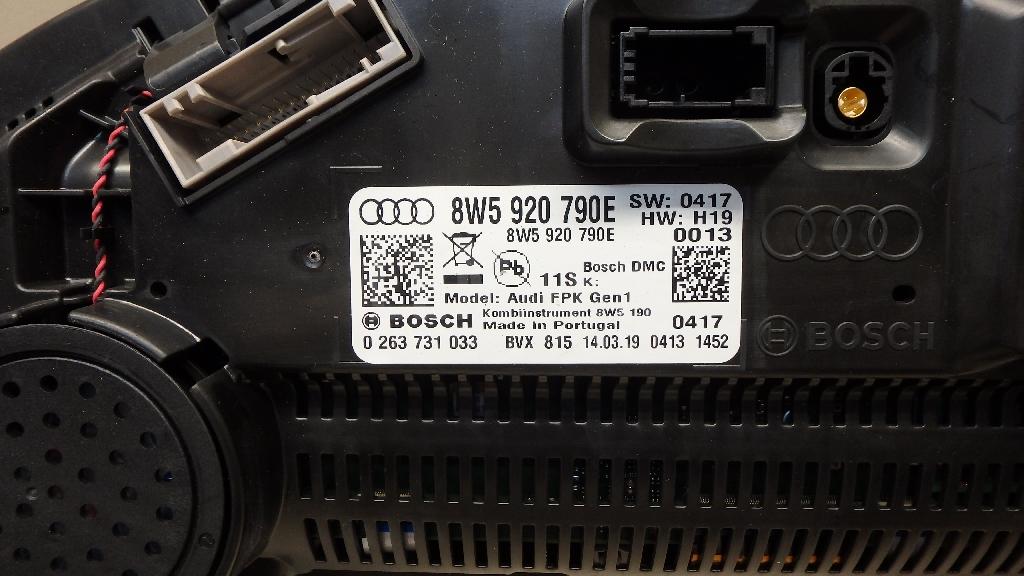 8W5 920 790E
SW: 0417
HW: H19
8W5 920 790E
0013
Pb
11S
K:
Bosch DMC
Model: Audi FPK Gen1
Kombiinstrument 8W5 190
BOSCH
Made in Portugal
0417
0 263 731 033
BVX 815 14.03.19 0413 1452
BOSCH